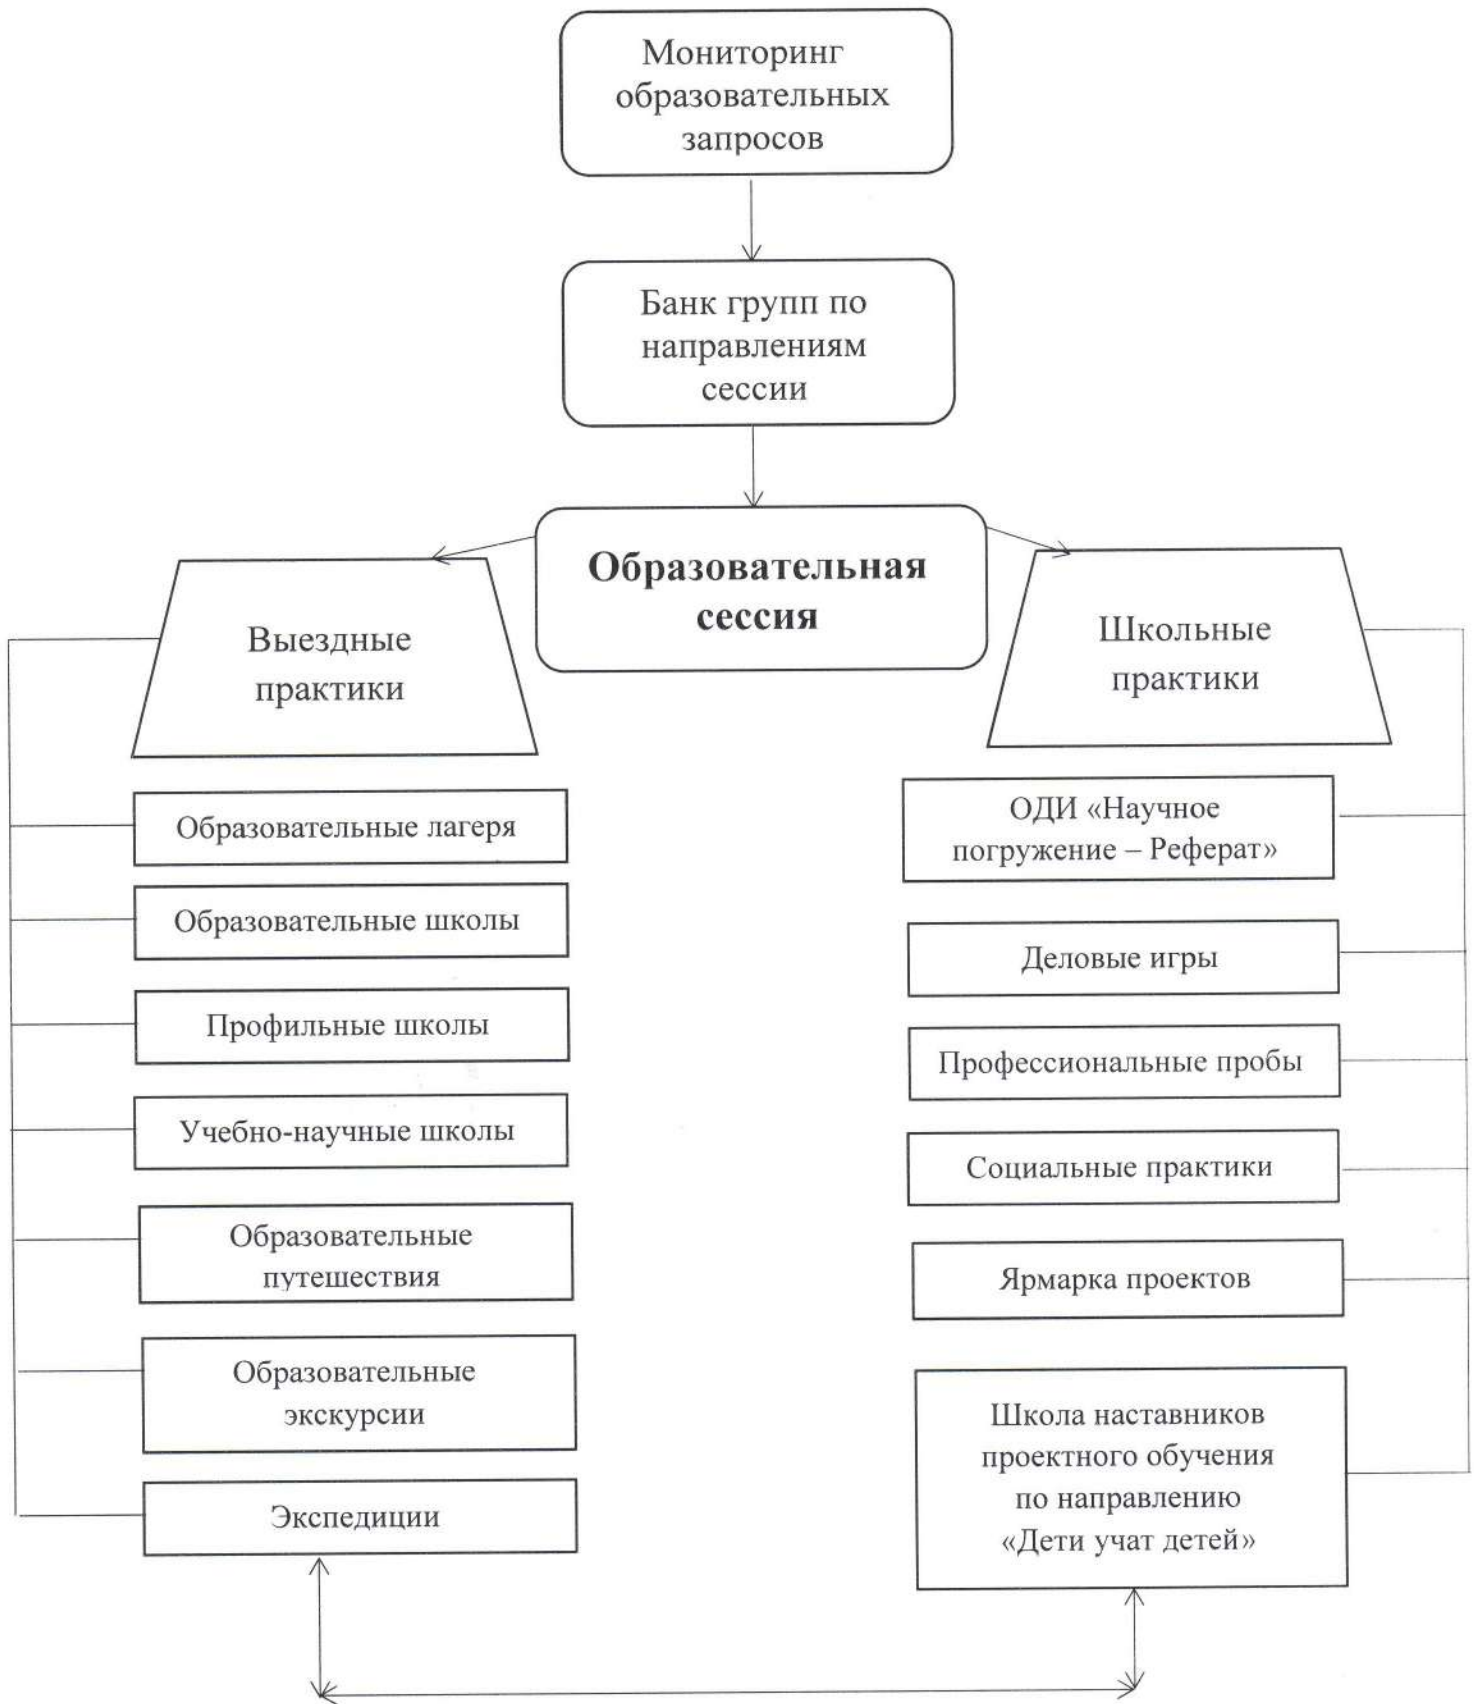 Мониторинг
образовательных
запросов
Банк групп по
направлениям
сессии
Образовательная
сессия
Выездные
практики
Образовательные лагеря
Образовательные школы
Профильные школы
Учебно-научные школы
Образовательные
путешествия
Образовательные
экскурсии
Экспедиции
Школьные
практики
ОДИ «Научное
погружение – Реферат»
Деловые игры
Профессиональные пробы
Социальные практики
Ярмарка проектов
Школа наставников
проектного обучения
по направлению
«Дети учат детей»